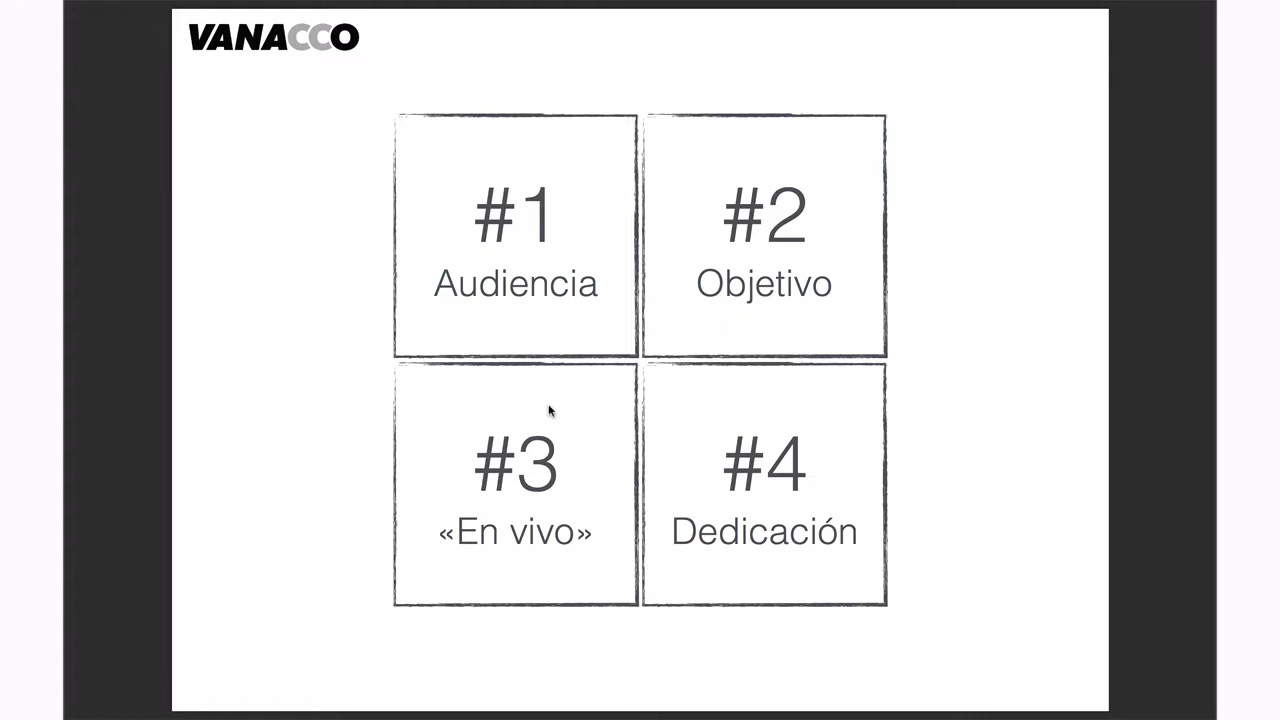 VANACCO
#1
Audiencia
#2
Objetivo
#3
«En vivo»
#4
Dedicación